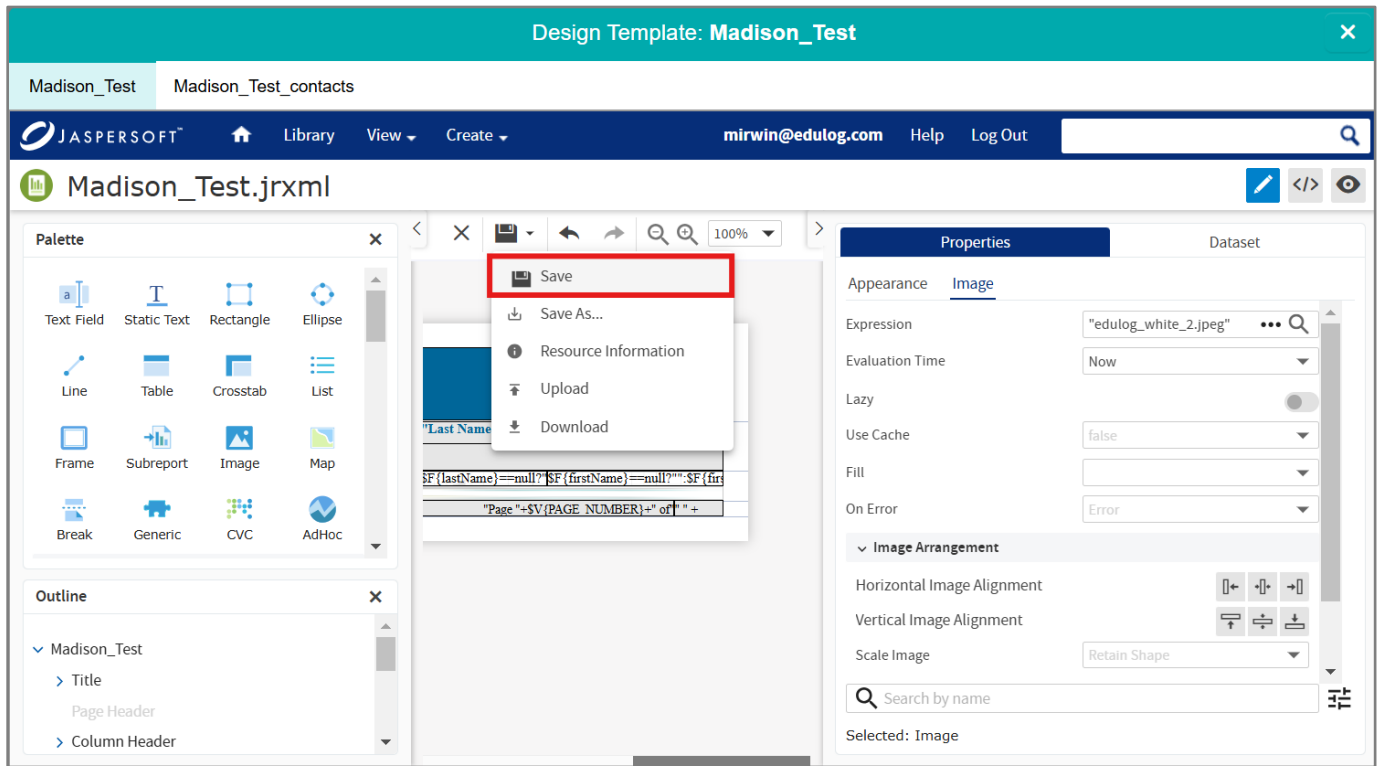 Design Template: Madison_Test
Madison_Test Madison_Test_contacts
JASPERSOFT™ Library View Create mirwin@edulog.com Help Log Out
Madison_Test.jrxml </>
Palette
a Text Field
T Static Text
Rectangle
Ellipse
Line
Table
Crosstab
List
Frame
Subreport
Image
Map
Break
Generic
CVC
AdHoc
Outline
Madison_Test
Title
Page Header
Column Header
100%
Save
Save As...
Resource Information
Upload
Download
"Last Name
$F{lastName}==null?" $F{firstName}==null?"":$F{firs
"Page "+$V{PAGE_NUMBER}+" of" " " +
Properties Dataset
Appearance Image
Expression "edulog_white_2.jpeg"
Evaluation Time Now
Lazy
Use Cache false
Fill
On Error Error
Image Arrangement
Horizontal Image Alignment
Vertical Image Alignment
Scale Image Retain Shape
Search by name
Selected: Image